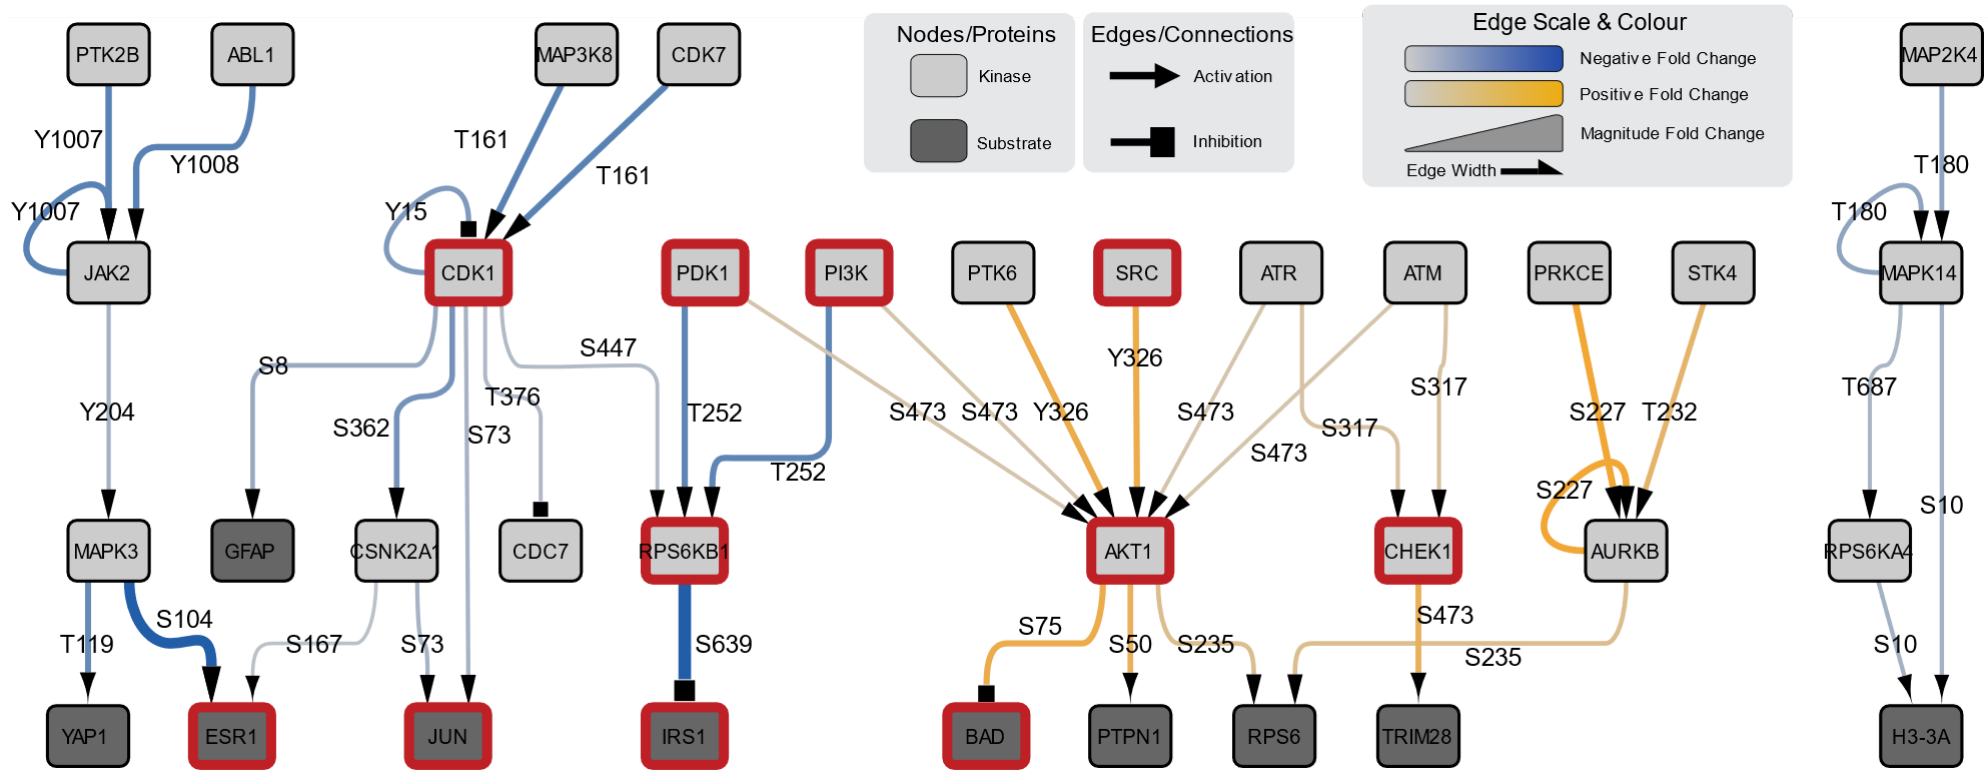 PTK2B
ABL1
MAP3K8
CDK7
Nodes/Proteins
Kinase
Substrate
Edges/Connections
Activation
Inhibition
Edge Scale & Colour
Negative Fold Change
Positive Fold Change
Magnitude Fold Change
Edge Width
MAP2K4
Y1007
Y1008
T161
T161
T180
Y1007
Y15
T180
JAK2
CDK1
PDK1
PI3K
PTK6
SRC
ATR
ATM
PRKCE
STK4
MAPK14
S8
S447
Y326
S317
T687
Y204
S362
S73
T376
T252
T252
S473
S473
Y326
S473
S473
S317
S227
T232
S227
S10
MAPK3
GFAP
CSNK2A1
CDC7
RPS6KB1
AKT1
CHEK1
AURKB
RPS6KA4
T119
S104
S167
S73
S639
S75
S50
S235
S473
S235
S10
YAP1
ESR1
JUN
IRS1
BAD
PTPN1
RPS6
TRIM28
H3-3A